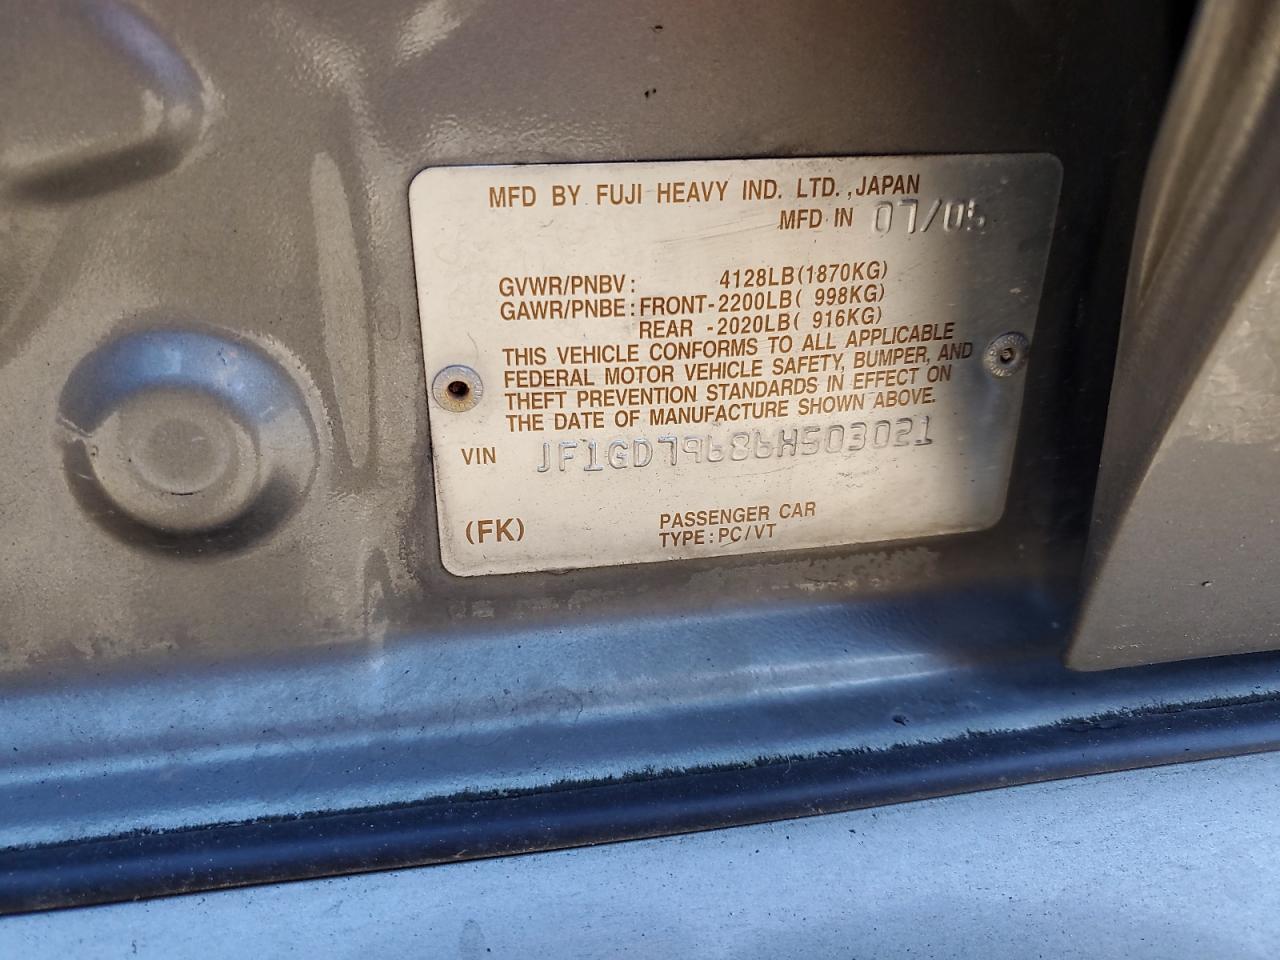 MFD BY FUJI HEAVY IND. LTD.,JAPAN
MFD IN 07/05
GVWR/PNBV: 4128LB(1870KG)
GAWR/PNBE: FRONT-2200LB( 998KG)
REAR -2020LB( 916KG)
THIS VEHICLE CONFORMS TO ALL APPLICABLE
FEDERAL MOTOR VEHICLE SAFETY, BUMPER, AND
THEFT PREVENTION STANDARDS IN EFFECT ON
THE DATE OF MANUFACTURE SHOWN ABOVE.
VIN JF1GD79686H503021
(FK) PASSENGER CAR
TYPE:PC/VT